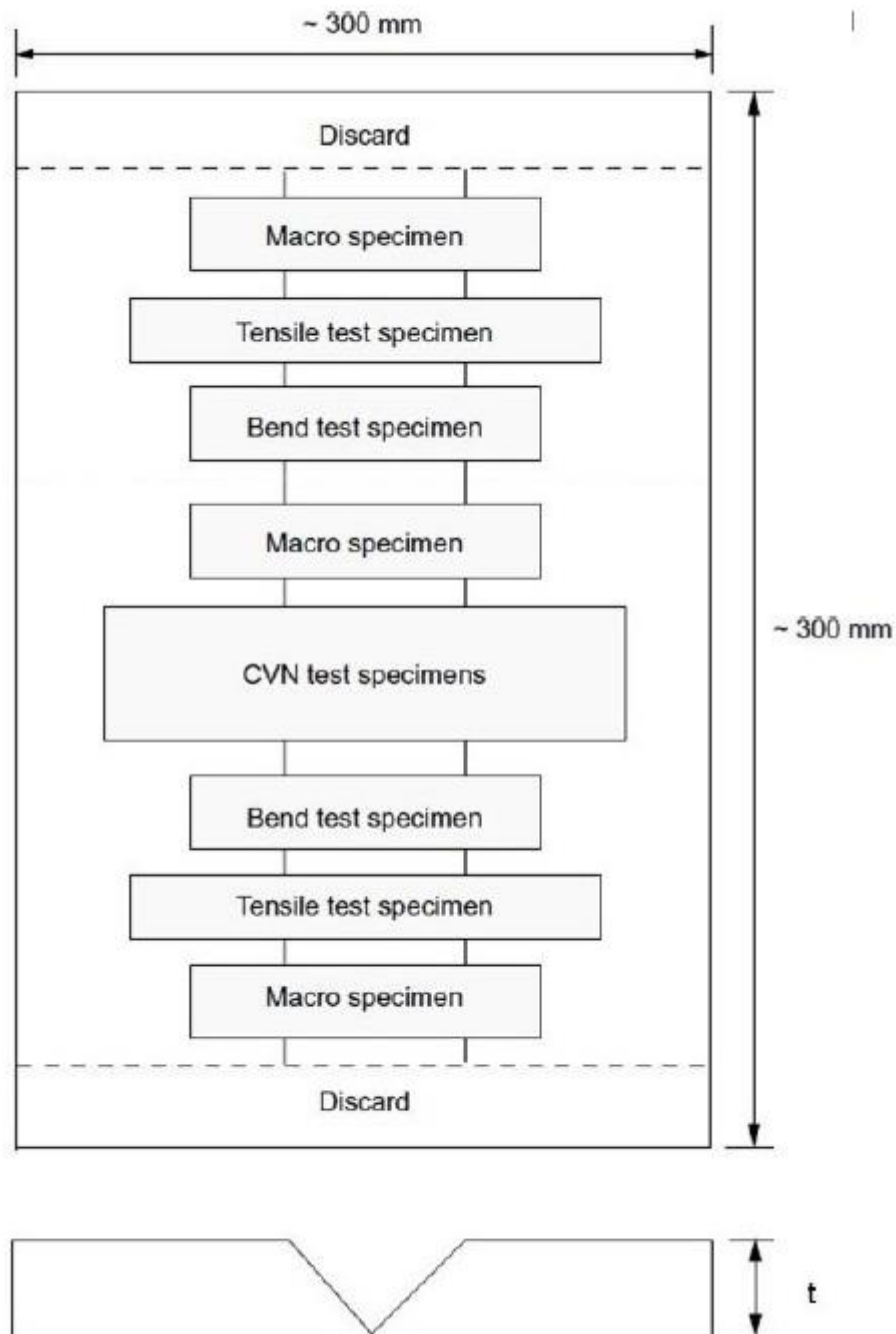 ~ 300 mm
Discard
Macro specimen
Tensile test specimen
Bend test specimen
Macro specimen
CVN test specimens
~ 300 mm
Bend test specimen
Tensile test specimen
Macro specimen
Discard
t